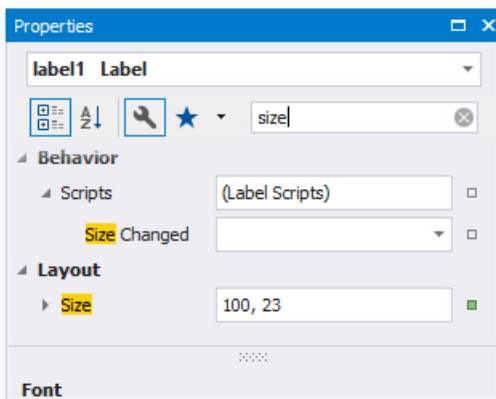 Properties
label1 Label
size
Behavior
Scripts (Label Scripts)
Size Changed
Layout
Size 100, 23
Font